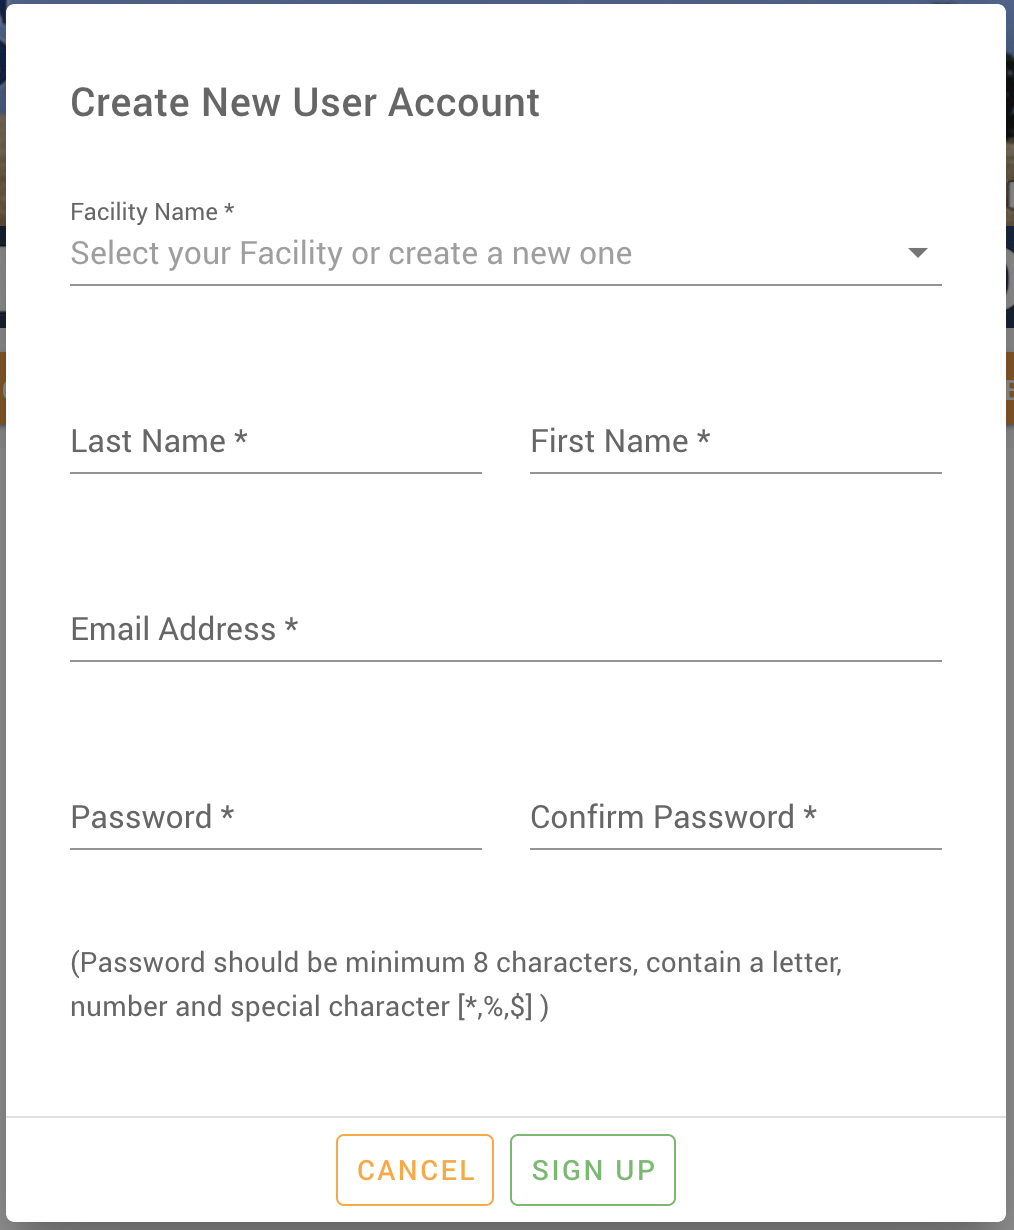 Create New User Account
Facility Name *
Select your Facility or create a new one
Last Name *
First Name *
Email Address *
Password *
Confirm Password *
(Password should be minimum 8 characters, contain a letter,
number and special character [*,%,$] )
CANCEL
SIGN UP